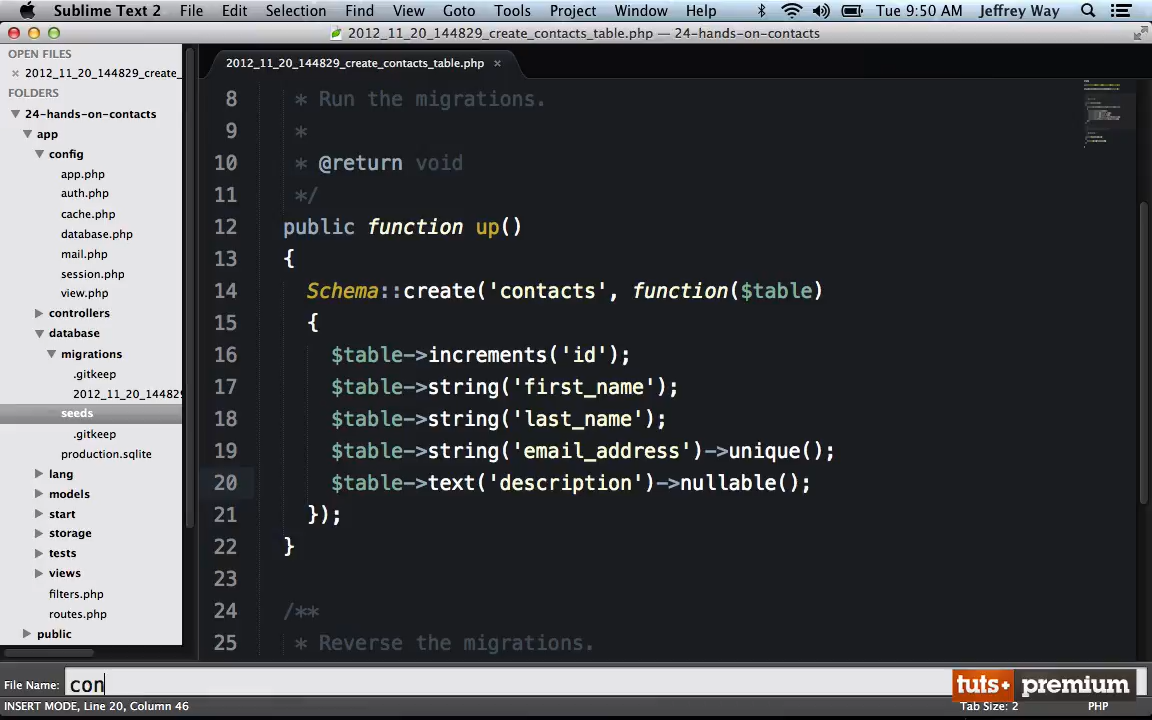 Sublime Text 2 File Edit Selection Find View Goto Tools Project Window Help Tue 9:50 AM Jeffrey Way
2012_11_20_144829_create_contacts_table.php — 24-hands-on-contacts
OPEN FILES
× 2012_11_20_144829_create_
FOLDERS
24-hands-on-contacts
app
config
app.php
auth.php
cache.php
database.php
mail.php
session.php
view.php
controllers
database
migrations
.gitkeep
2012_11_20_144829
seeds
.gitkeep
production.sqlite
lang
models
start
storage
tests
views
filters.php
routes.php
public
2012_11_20_144829_create_contacts_table.php ×
8 * Run the migrations.
9 *
10 * @return void
11 */
12 public function up()
13 {
14 Schema::create('contacts', function($table)
15 {
16 $table->increments('id');
17 $table->string('first_name');
18 $table->string('last_name');
19 $table->string('email_address')->unique();
20 $table->text('description')->nullable();
21 });
22 }
23
24 /**
25 * Reverse the migrations.
File Name: con
tuts+ premium
INSERT MODE, Line 20, Column 46 Tab Size: 2 PHP